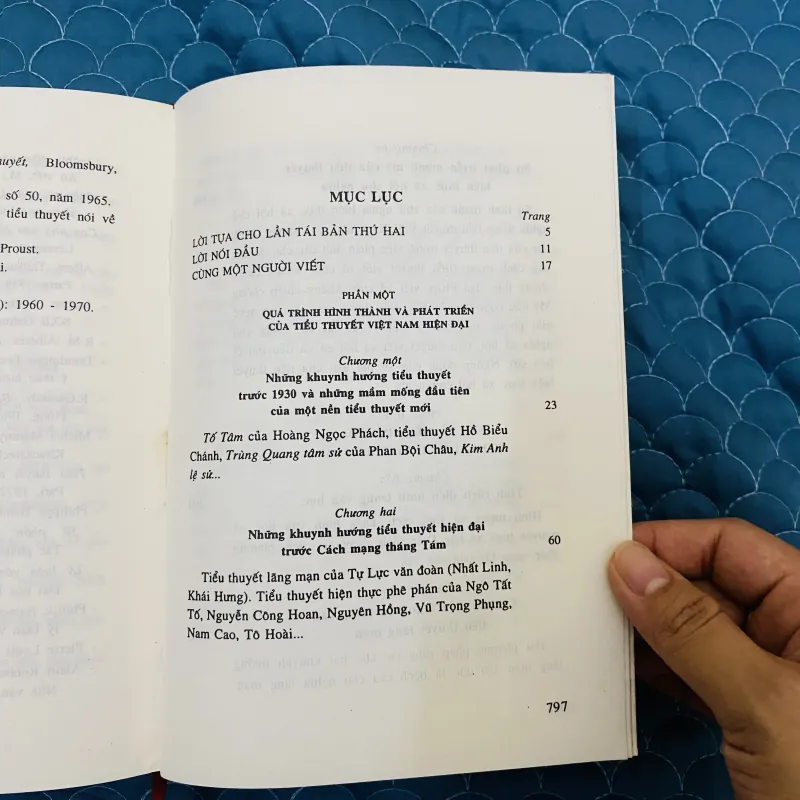 huyết, Bloomsbury,
số 50, năm 1965.
tiểu thuyết nói về
Proust.
i.
): 1960 - 1970.
MỤC LỤC
Trang
LỜI TỰA CHO LẦN TÁI BẢN THỨ HAI 5
LỜI NÓI ĐẦU 11
CÙNG MỘT NGƯỜI VIẾT 17
PHẦN MỘT
QUÁ TRÌNH HÌNH THÀNH VÀ PHÁT TRIỂN
CỦA TIỂU THUYẾT VIỆT NAM HIỆN ĐẠI
Chương một
Những khuynh hướng tiểu thuyết
trước 1930 và những mầm mống đầu tiên
của một nền tiểu thuyết mới 23
Tố Tâm của Hoàng Ngọc Phách, tiểu thuyết Hồ Biểu
Chánh, Trùng Quang tâm sử của Phan Bội Châu, Kim Anh
lệ sử...
Chương hai
Những khuynh hướng tiểu thuyết hiện đại
trước Cách mạng tháng Tám 60
Tiểu thuyết lãng mạn của Tự Lực văn đoàn (Nhất Linh,
Khái Hưng). Tiểu thuyết hiện thực phê phán của Ngô Tất
Tố, Nguyễn Công Hoan, Nguyên Hồng, Vũ Trọng Phụng,
Nam Cao, Tô Hoài...
797